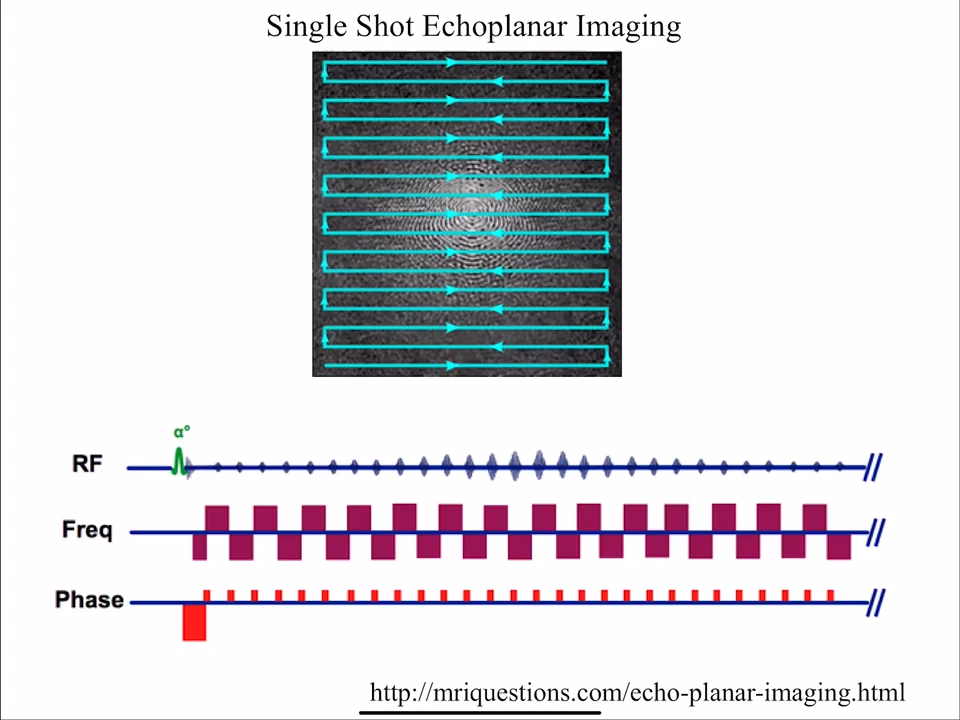 Single Shot Echoplanar Imaging
α°
RF
Freq
Phase
http://mriquestions.com/echo-planar-imaging.html